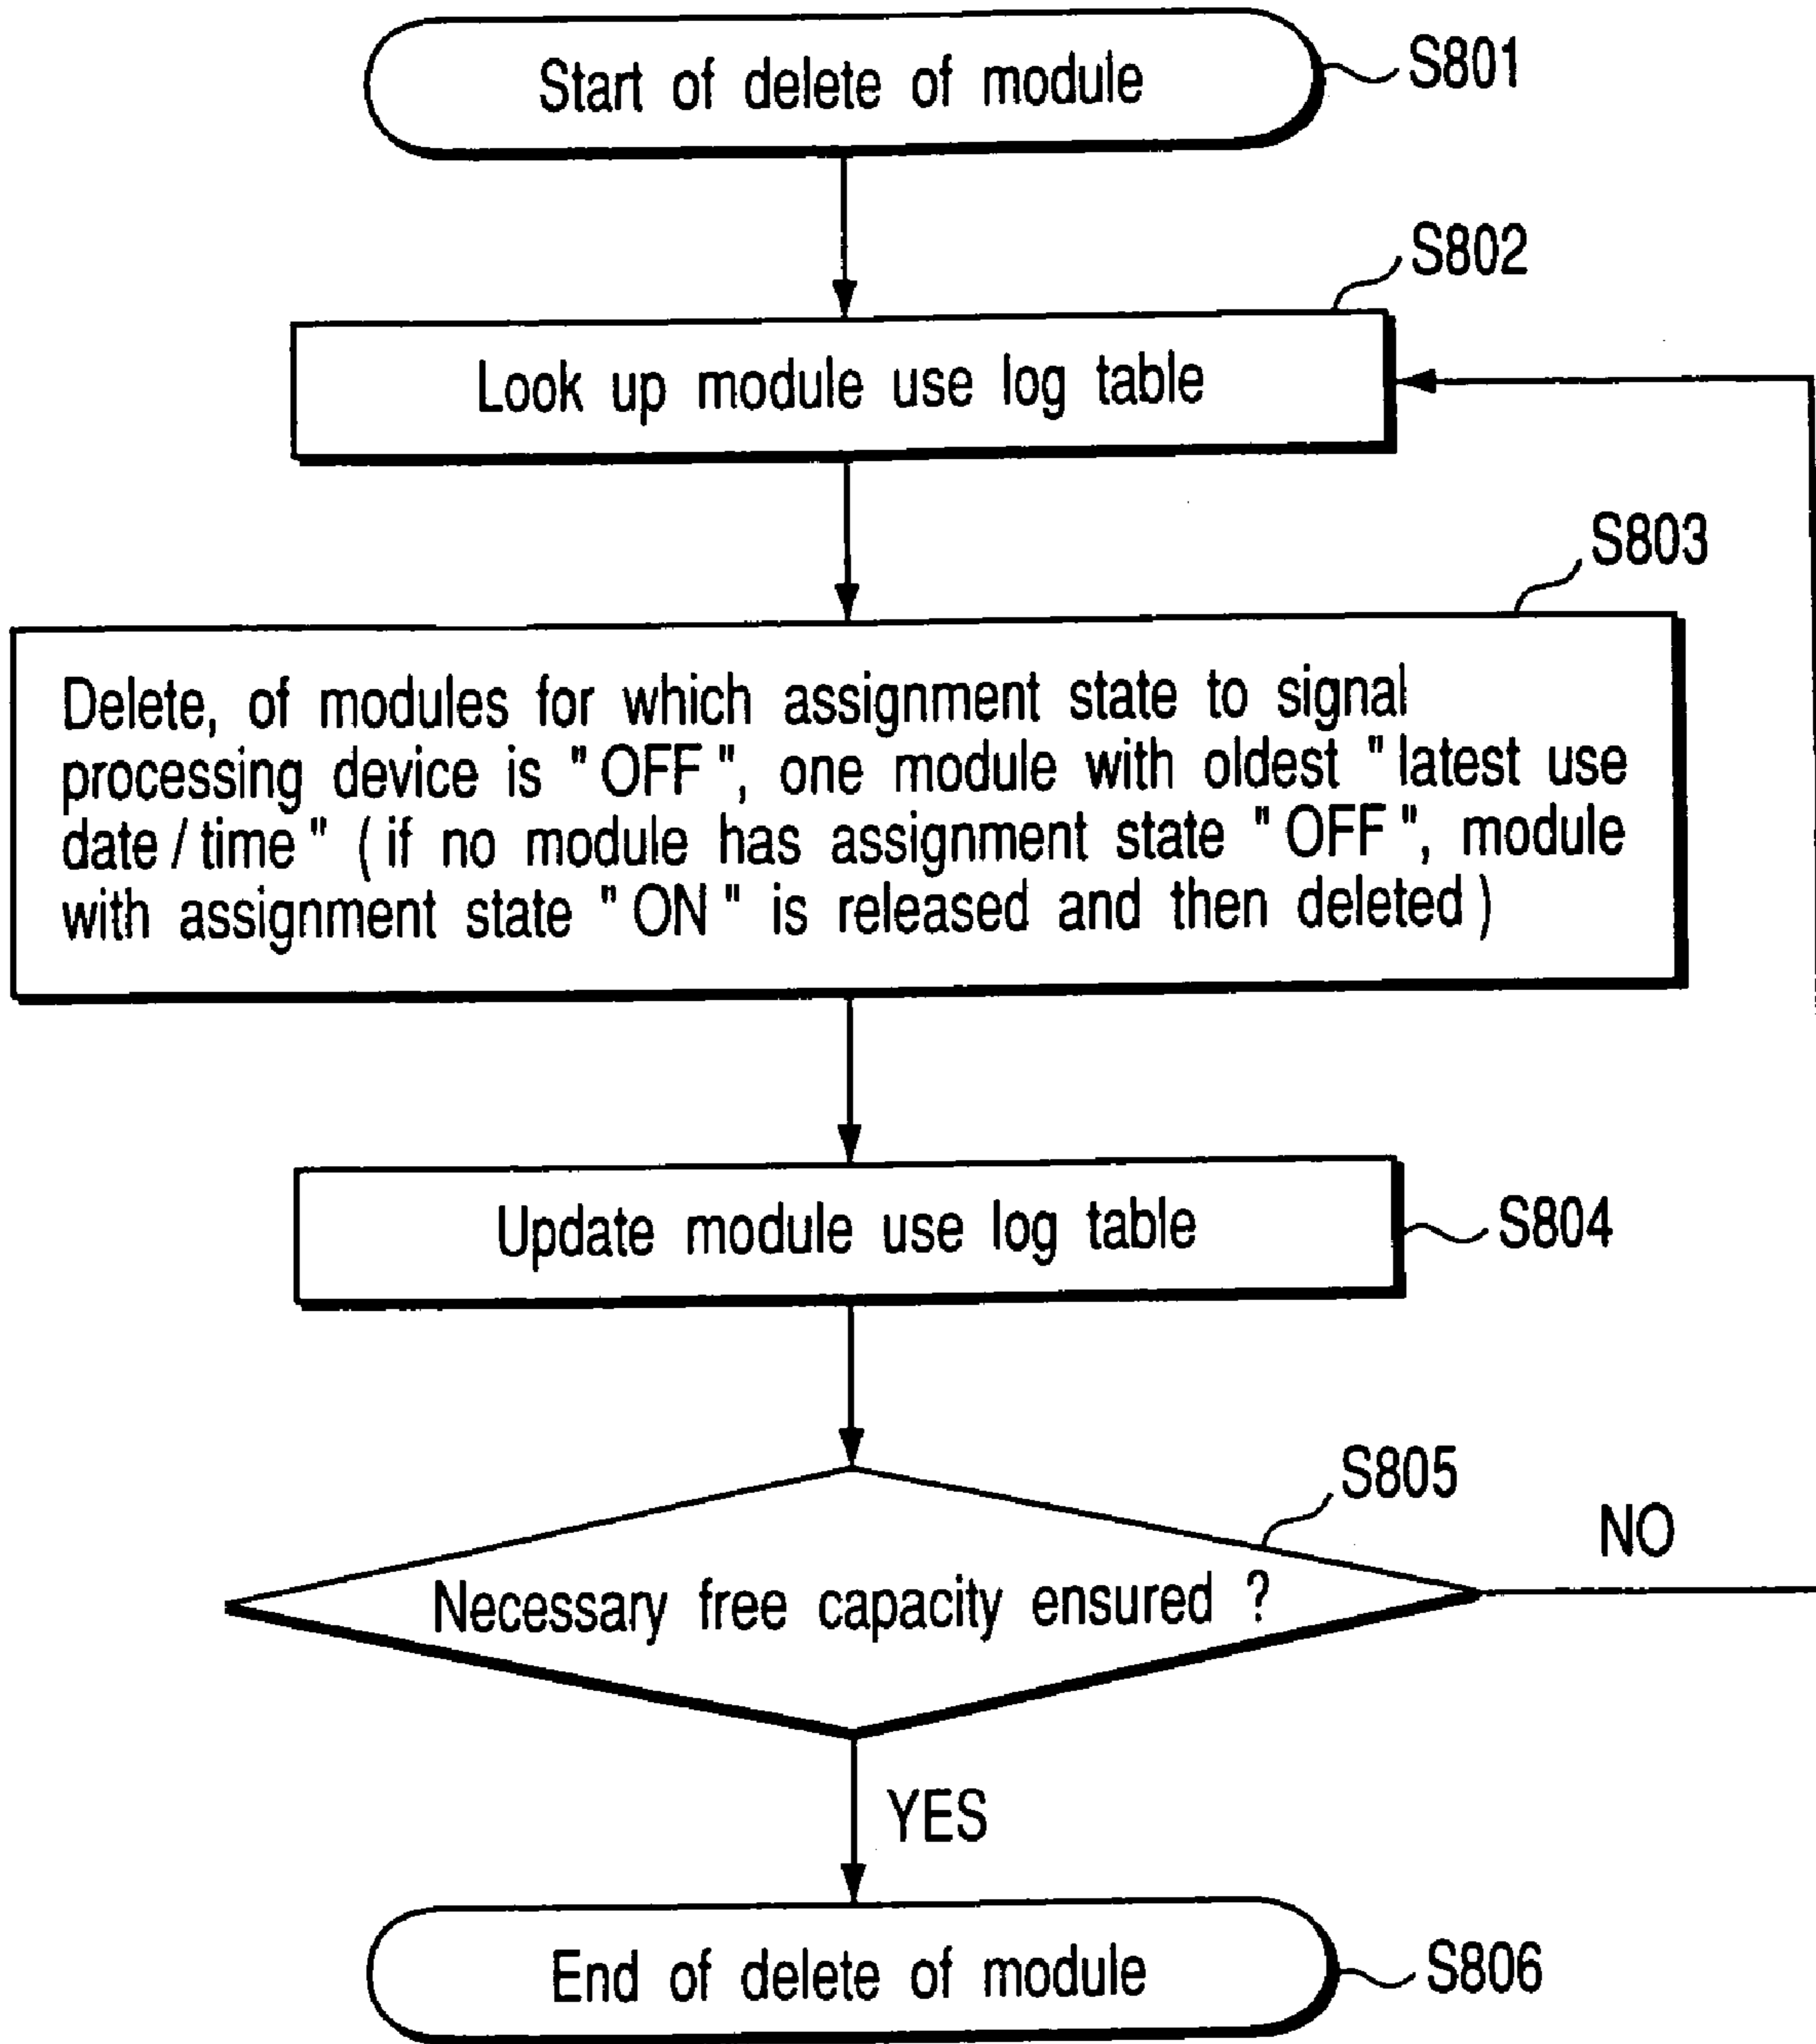 Start of delete of module
S801
S802
Look up module use log table
S803
Delete, of modules for which assignment state to signal
processing device is "OFF", one module with oldest "latest use
date/time" (if no module has assignment state "OFF", module
with assignment state "ON" is released and then deleted)
Update module use log table
S804
S805
NO
Necessary free capacity ensured ?
YES
End of delete of module
S806